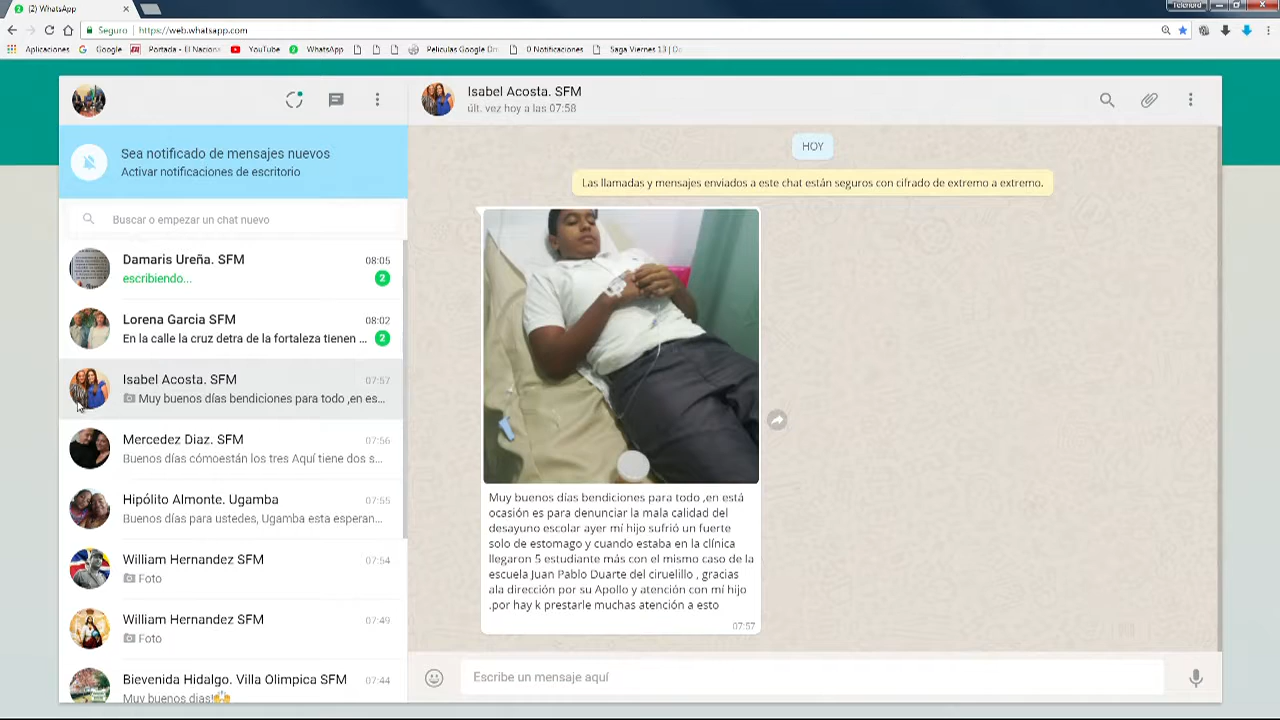 (2) WhatsApp
Telenord
Seguro
https://web.whatsapp.com
Aplicaciones
Google
Portada - El Naciona
YouTube
WhatsApp
Peliculas Google Dri
0 Notificaciones
Saga Viernes 13 | De
Sea notificado de mensajes nuevos
Activar notificaciones de escritorio
Buscar o empezar un chat nuevo
Damaris Ureña. SFM
08:05
escribiendo...
2
Lorena Garcia SFM
08:02
En la calle la cruz detra de la fortaleza tienen ...
2
Isabel Acosta. SFM
07:57
Muy buenos días bendiciones para todo ,en es...
Mercedez Diaz. SFM
07:56
Buenos días cómoestán los tres Aquí tiene dos s...
Hipólito Almonte. Ugamba
07:55
Buenos días para ustedes, Ugamba esta esperan...
William Hernandez SFM
07:54
Foto
William Hernandez SFM
07:49
Foto
Bievenida Hidalgo. Villa Olimpica SFM
07:44
Muy buenos dias!
Isabel Acosta. SFM
últ. vez hoy a las 07:58
HOY
Las llamadas y mensajes enviados a este chat están seguros con cifrado de extremo a extremo.
Muy buenos días bendiciones para todo ,en está
ocasión es para denunciar la mala calidad del
desayuno escolar ayer mí hijo sufrió un fuerte
solo de estomago y cuando estaba en la clínica
llegaron 5 estudiante más con el mismo caso de la
escuela Juan Pablo Duarte del ciruelillo , gracias
ala dirección por su Apollo y atención con mí hijo
.por hay k prestarle muchas atención a esto
07:57
Escribe un mensaje aquí